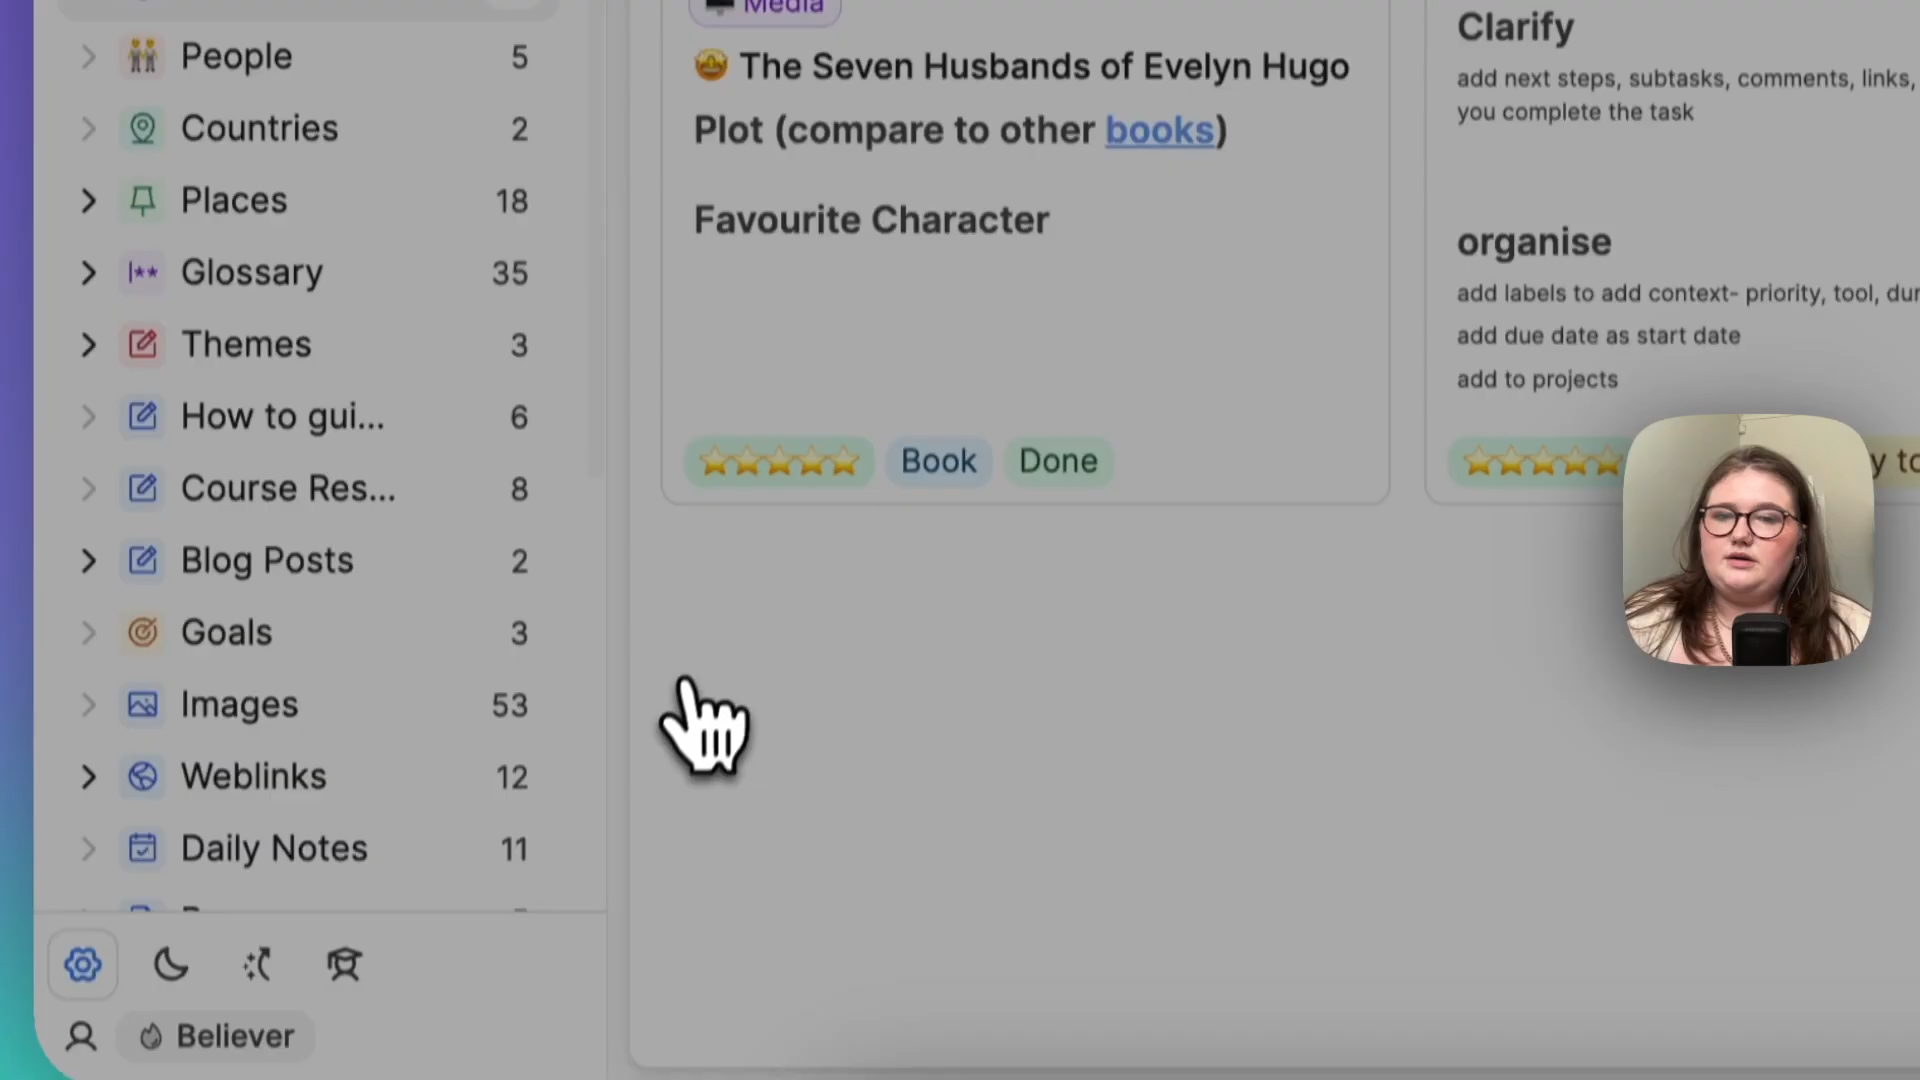 People 5
Countries 2
Places 18
Glossary 35
Themes 3
How to gui... 6
Course Res... 8
Blog Posts 2
Goals 3
Images 53
Weblinks 12
Daily Notes 11
Believer
Media
🤩 The Seven Husbands of Evelyn Hugo
Plot (compare to other books)
Favourite Character
⭐⭐⭐⭐⭐ Book Done
Clarify
add next steps, subtasks, comments, links,
you complete the task
organise
add labels to add context- priority, tool, dur
add due date as start date
add to projects
⭐⭐⭐⭐⭐ y to